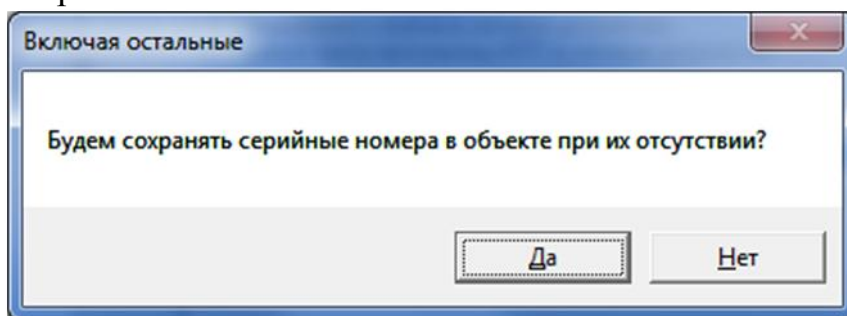 Включая остальные
Будем сохранять серийные номера в объекте при их отсутствии?
Да
Нет